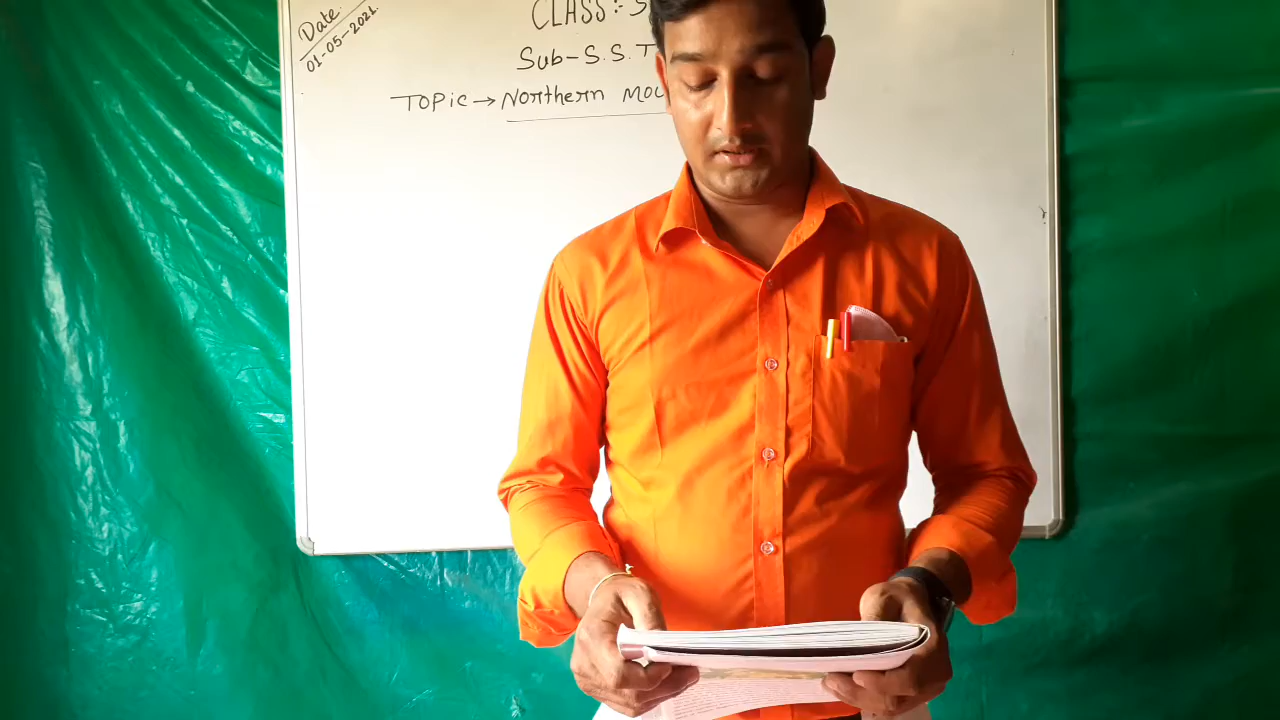 Date:
01-05-2021.
CLASS:-
Sub-S.S.T
TOPIC→Northern